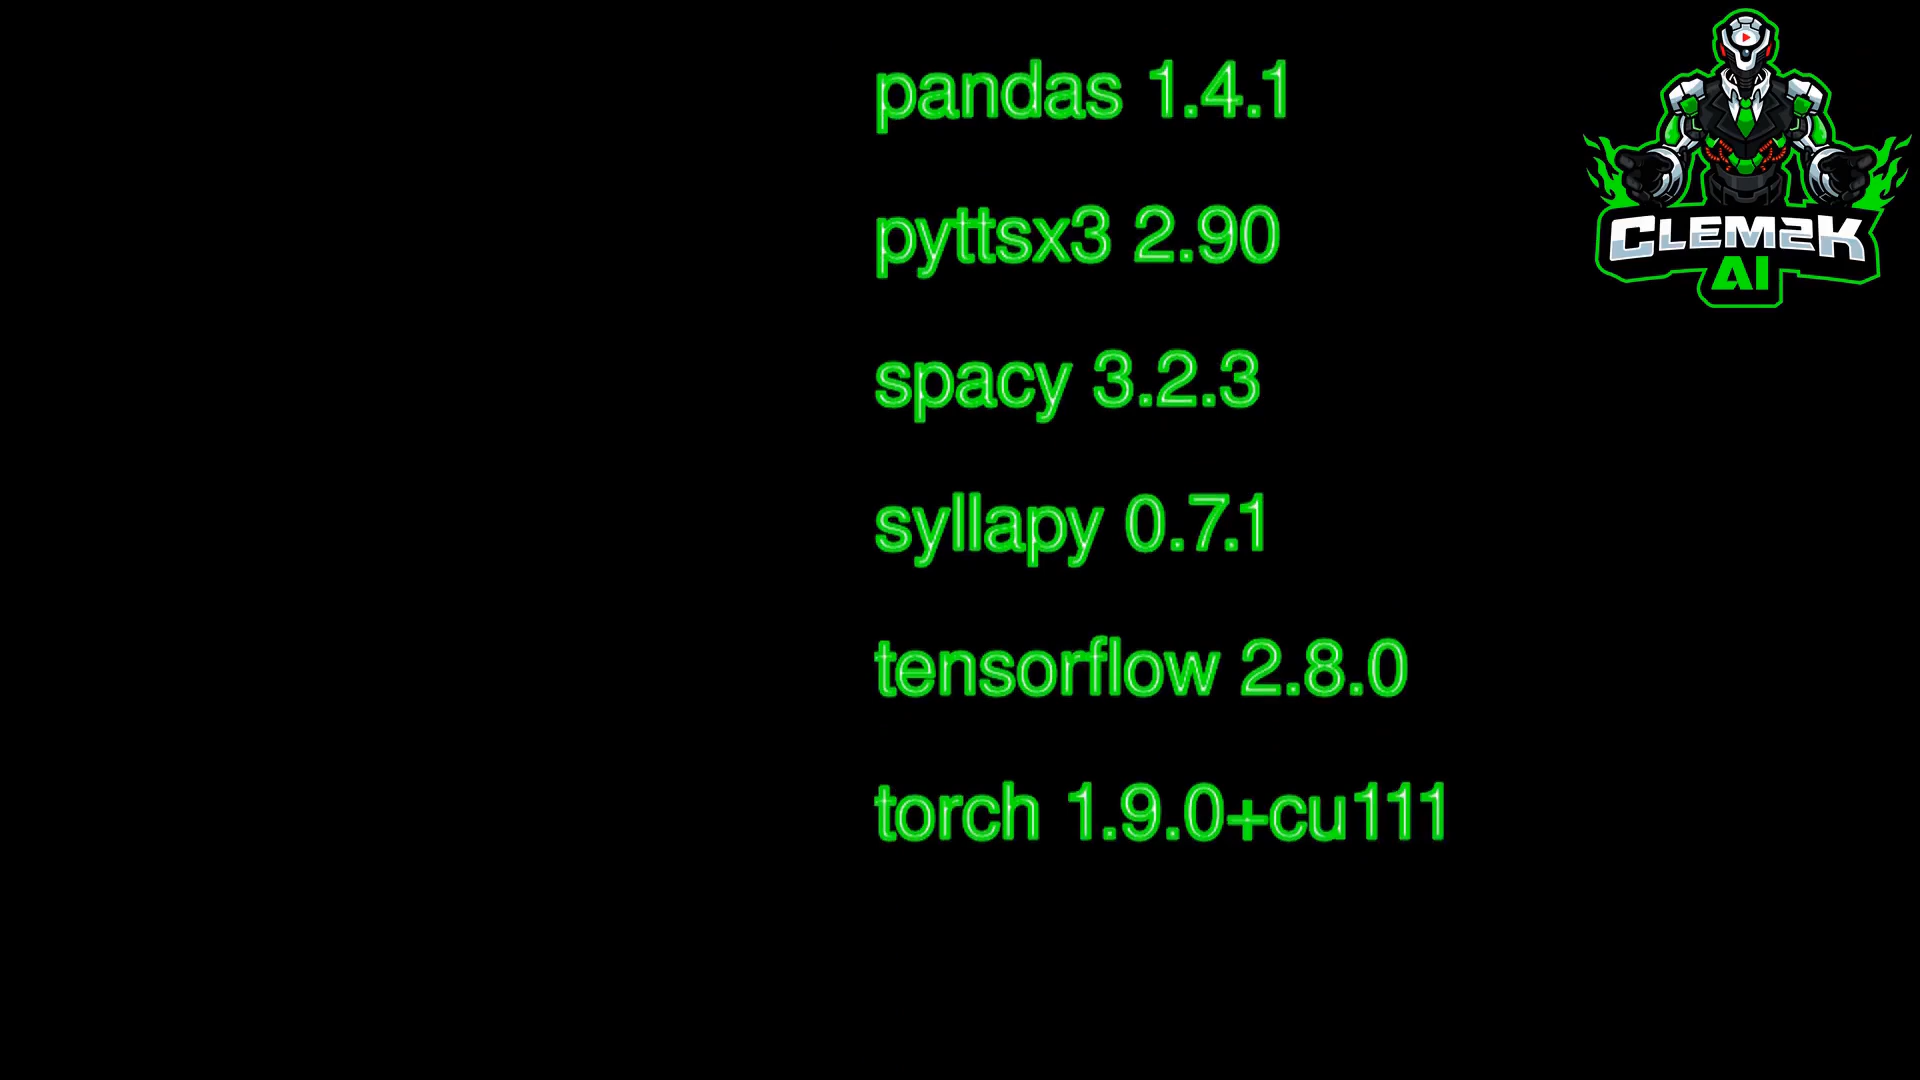 pandas 1.4.1
pyttsx3 2.90
spacy 3.2.3
syllapy 0.7.1
tensorflow 2.8.0
torch 1.9.0+cu111
CLEM2K
AI